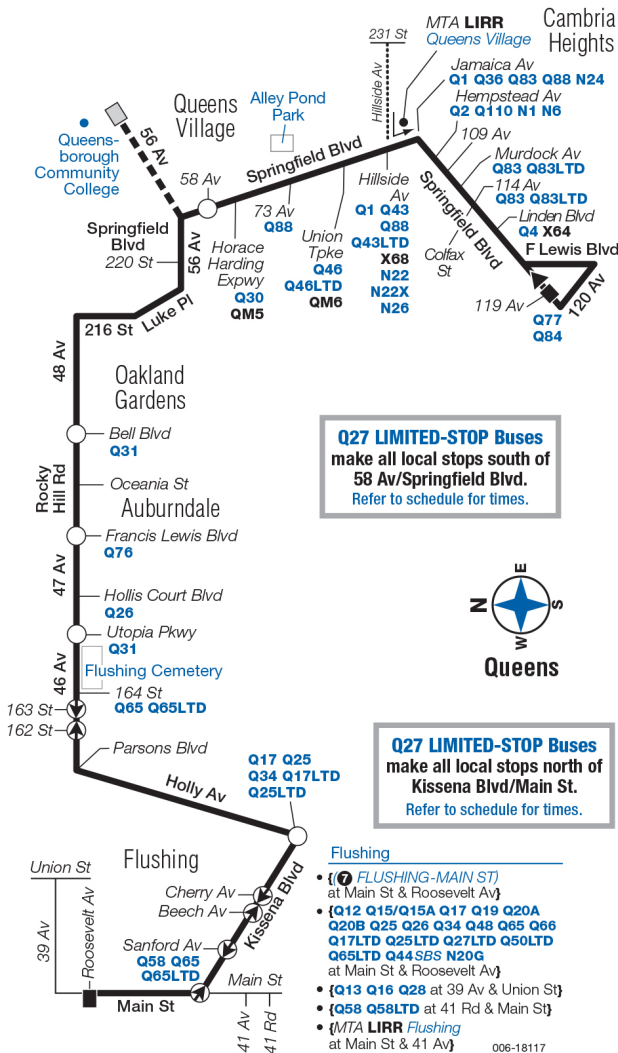 MTA LIRR
Queens Village
Cambria
Heights
231 St
Hillside Av
Jamaica Av
Q1 Q36 Q83 Q88 N24
Hempstead Av
Q2 Q110 N1 N6
109 Av
Murdock Av
Q83 Q83LTD
114 Av
Q83 Q83LTD
Linden Blvd
Q4 X64
F Lewis Blvd
Queens
Village
Alley Pond
Park
Queens-
borough
Community
College
56 Av
58 Av
Springfield Blvd
Springfield Blvd
Colfax
St
119 Av
120 Av
Q77
Q84
Springfield
Blvd
220 St
56 Av
Horace
Harding
Expwy
Q30
QM5
73 Av
Q88
Union
Tpke
Q46
Q46LTD
QM6
Hillside
Av
Q1 Q43
Q88
Q43LTD
X68
N22
N22X
N26
216 St
Luke Pl
48 Av
Oakland
Gardens
Bell Blvd
Q31
Rocky
Hill Rd
Oceania St
Auburndale
Francis Lewis Blvd
Q76
47 Av
Hollis Court Blvd
Q26
Utopia Pkwy
Q31
46 Av
Flushing Cemetery
164 St
Q65 Q65LTD
163 St
162 St
Parsons Blvd
Holly Av
Q17 Q25
Q34 Q17LTD
Q25LTD
Q27 LIMITED-STOP Buses
make all local stops south of
58 Av/Springfield Blvd.
Refer to schedule for times.
E
N
S
W
Queens
Q27 LIMITED-STOP Buses
make all local stops north of
Kissena Blvd/Main St.
Refer to schedule for times.
Flushing
Union St
39 Av
Roosevelt Av
Cherry Av
Beech Av
Kissena Blvd
Sanford Av
Q58 Q65
Q65LTD
Main St
Main St
41 Av
41 Rd
Flushing
• {(7 FLUSHING-MAIN ST)
at Main St & Roosevelt Av}
• {Q12 Q15/Q15A Q17 Q19 Q20A
Q20B Q25 Q26 Q34 Q48 Q65 Q66
Q17LTD Q25LTD Q27LTD Q50LTD
Q65LTD Q44SBS N20G
at Main St & Roosevelt Av}
• {Q13 Q16 Q28 at 39 Av & Union St}
• {Q58 Q58LTD at 41 Rd & Main St}
• {MTA LIRR Flushing
at Main St & 41 Av}
006-18117